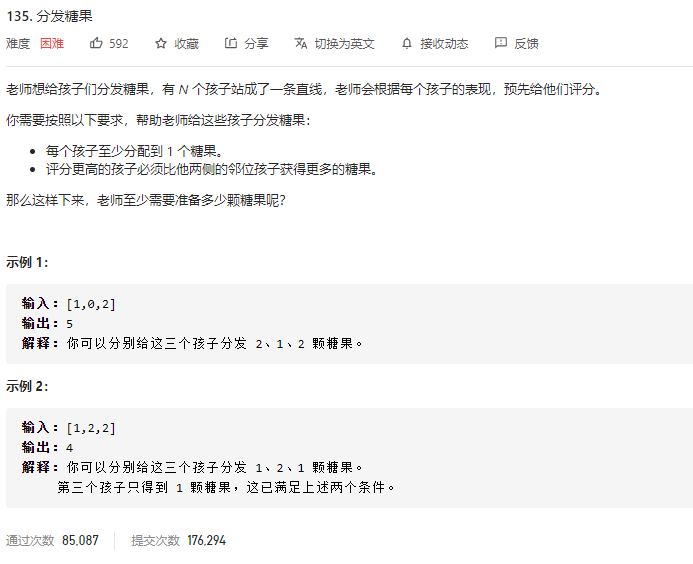 135. 分发糖果
难度 困难 592 收藏 分享 切换为英文 接收动态 反馈
老师想给孩子们分发糖果，有 N 个孩子站成了一条直线，老师会根据每个孩子的表现，预先给他们评分。
你需要按照以下要求，帮助老师给这些孩子分发糖果：
• 每个孩子至少分配到 1 个糖果。
• 评分更高的孩子必须比他两侧的邻位孩子获得更多的糖果。
那么这样下来，老师至少需要准备多少颗糖果呢？
示例 1：
输入：[1,0,2]
输出：5
解释：你可以分别给这三个孩子分发 2、1、2 颗糖果。
示例 2：
输入：[1,2,2]
输出：4
解释：你可以分别给这三个孩子分发 1、2、1 颗糖果。
第三个孩子只得到 1 颗糖果，这已满足上述两个条件。
通过次数 85,087 提交次数 176,294